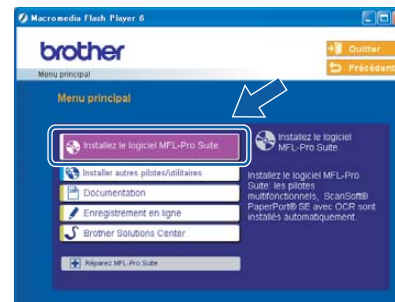 Macromedia Flash Player 6
brother
Quitter
Précédent
Menu principal
Menu principal
Installez le logiciel MFL-Pro Suite.
Installer autres pilotes/utilitaires
Documentation
Enregistrement en ligne
Brother Solutions Center
Réparez MFL-Pro Suite
Installez le logiciel
MFL-Pro Suite.
Installez le logiciel MFL-Pro
Suite: les pilotes
multifonctionnels, ScanSoft®
PaperPort® SE avec OCR sont
installés automatiquement.